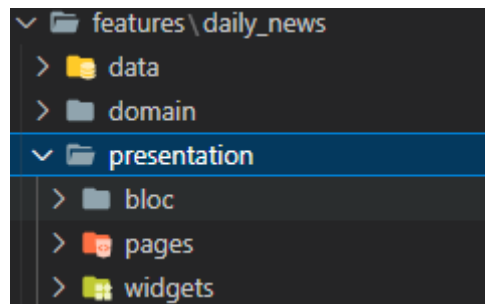 features\daily_news
data
domain
presentation
bloc
pages
widgets